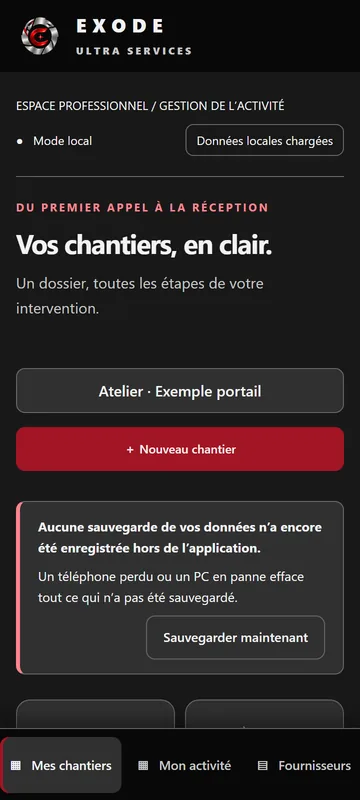 EXODE
ULTRA SERVICES
ESPACE PROFESSIONNEL / GESTION DE L’ACTIVITÉ
● Mode local
Données locales chargées
DU PREMIER APPEL À LA RÉCEPTION
Vos chantiers, en clair.
Un dossier, toutes les étapes de votre
intervention.
Atelier · Exemple portail
+ Nouveau chantier
Aucune sauvegarde de vos données n’a encore
été enregistrée hors de l’application.
Un téléphone perdu ou un PC en panne efface
tout ce qui n’a pas été sauvegardé.
Sauvegarder maintenant
Mes chantiers
Mon activité
Fournisseurs